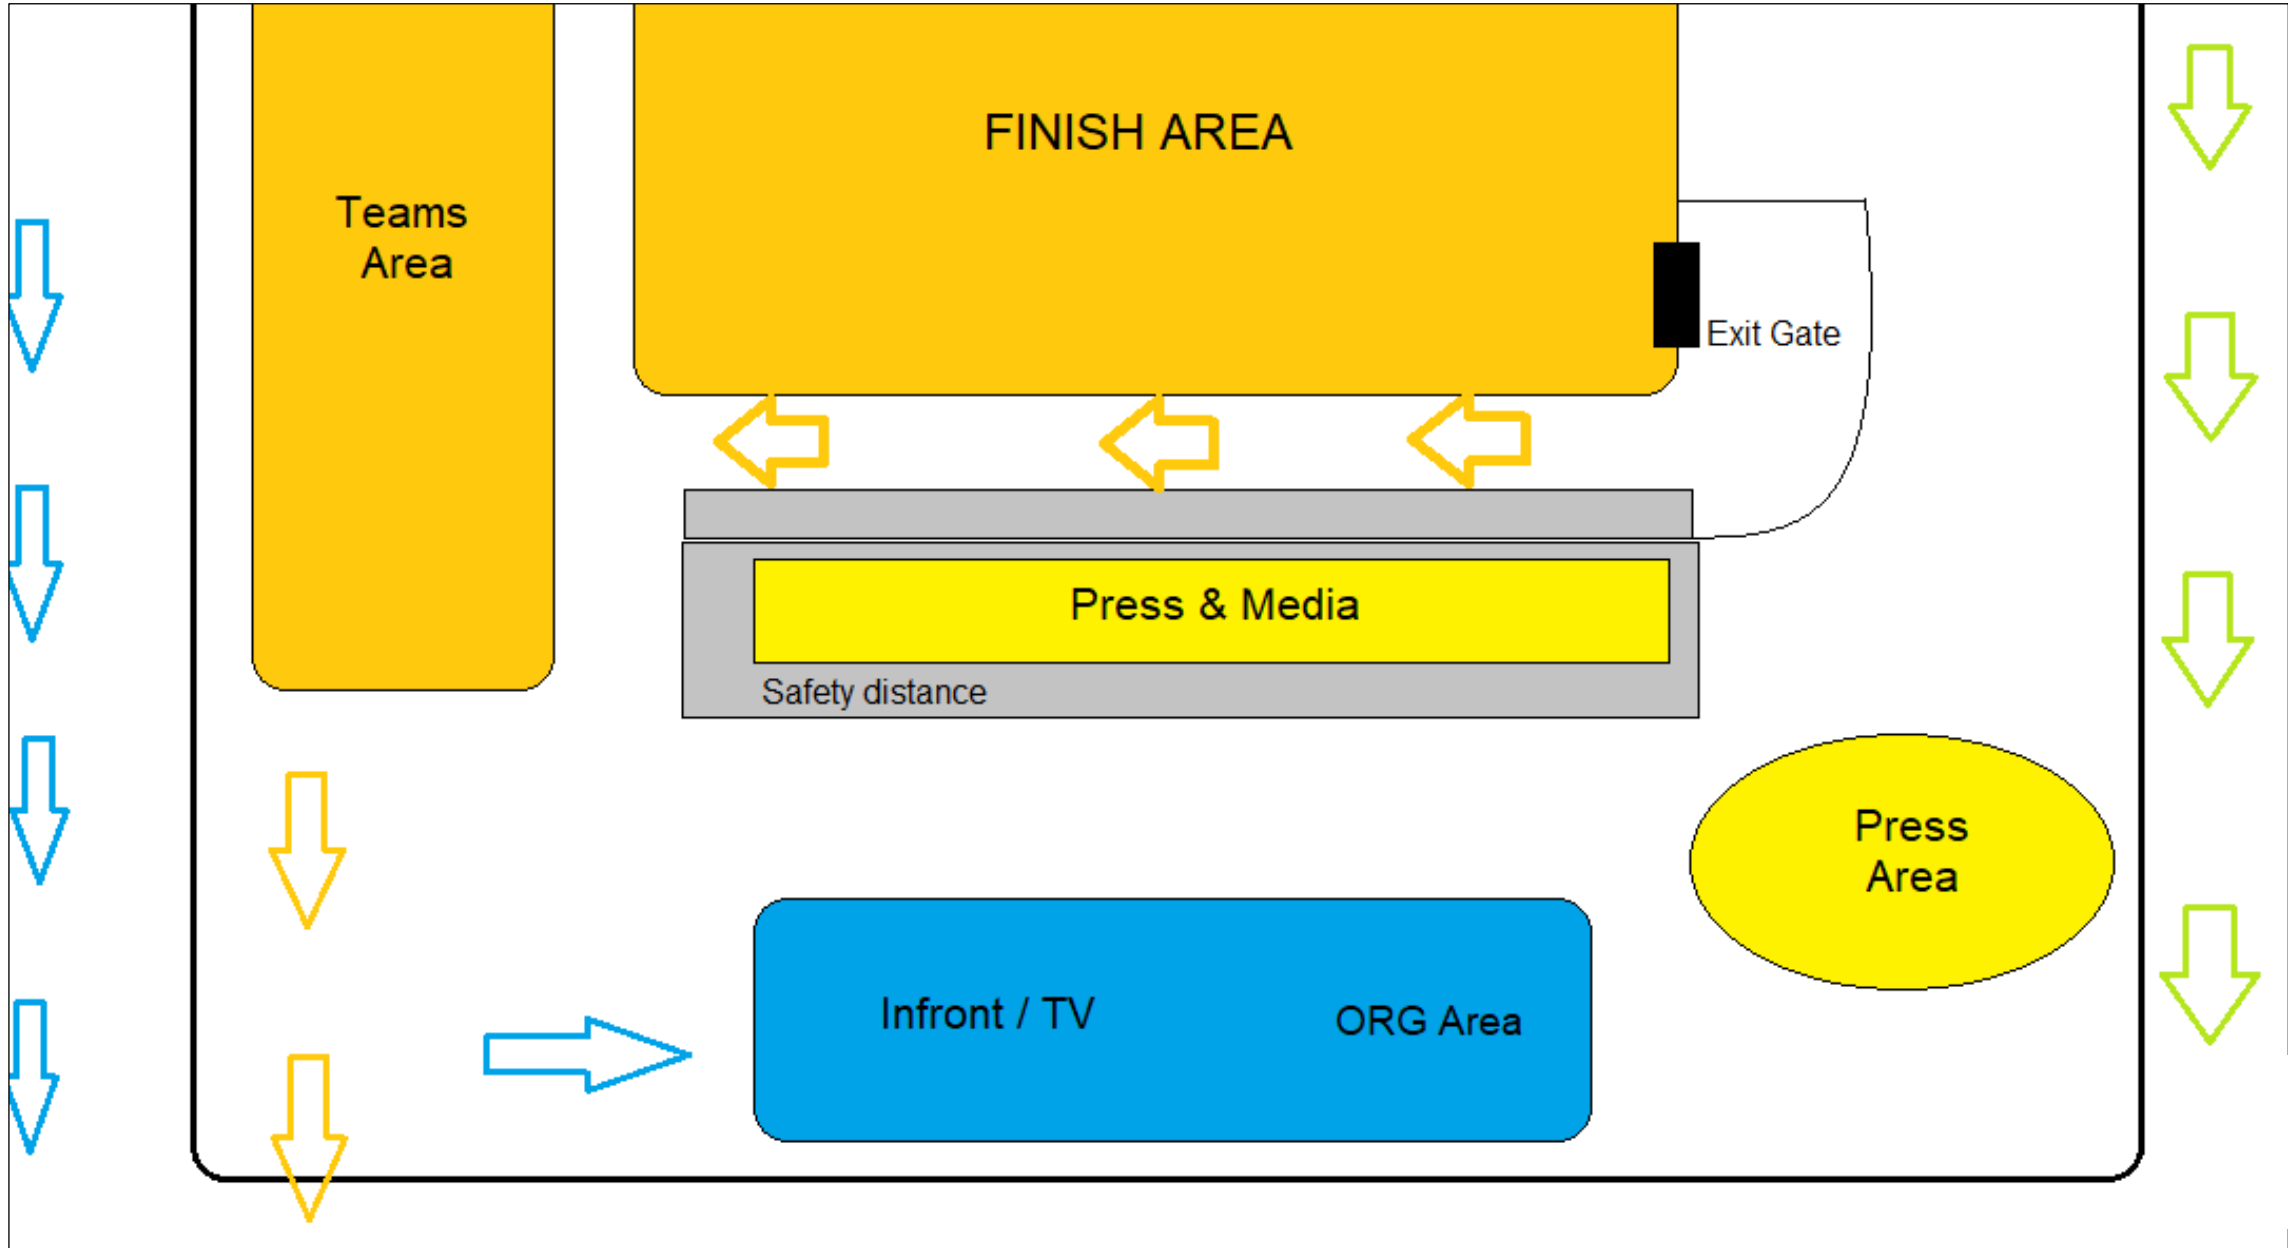 FINISH AREA
Teams
Area
Exit Gate
Press & Media
Safety distance
Press
Area
Infront / TV
ORG Area